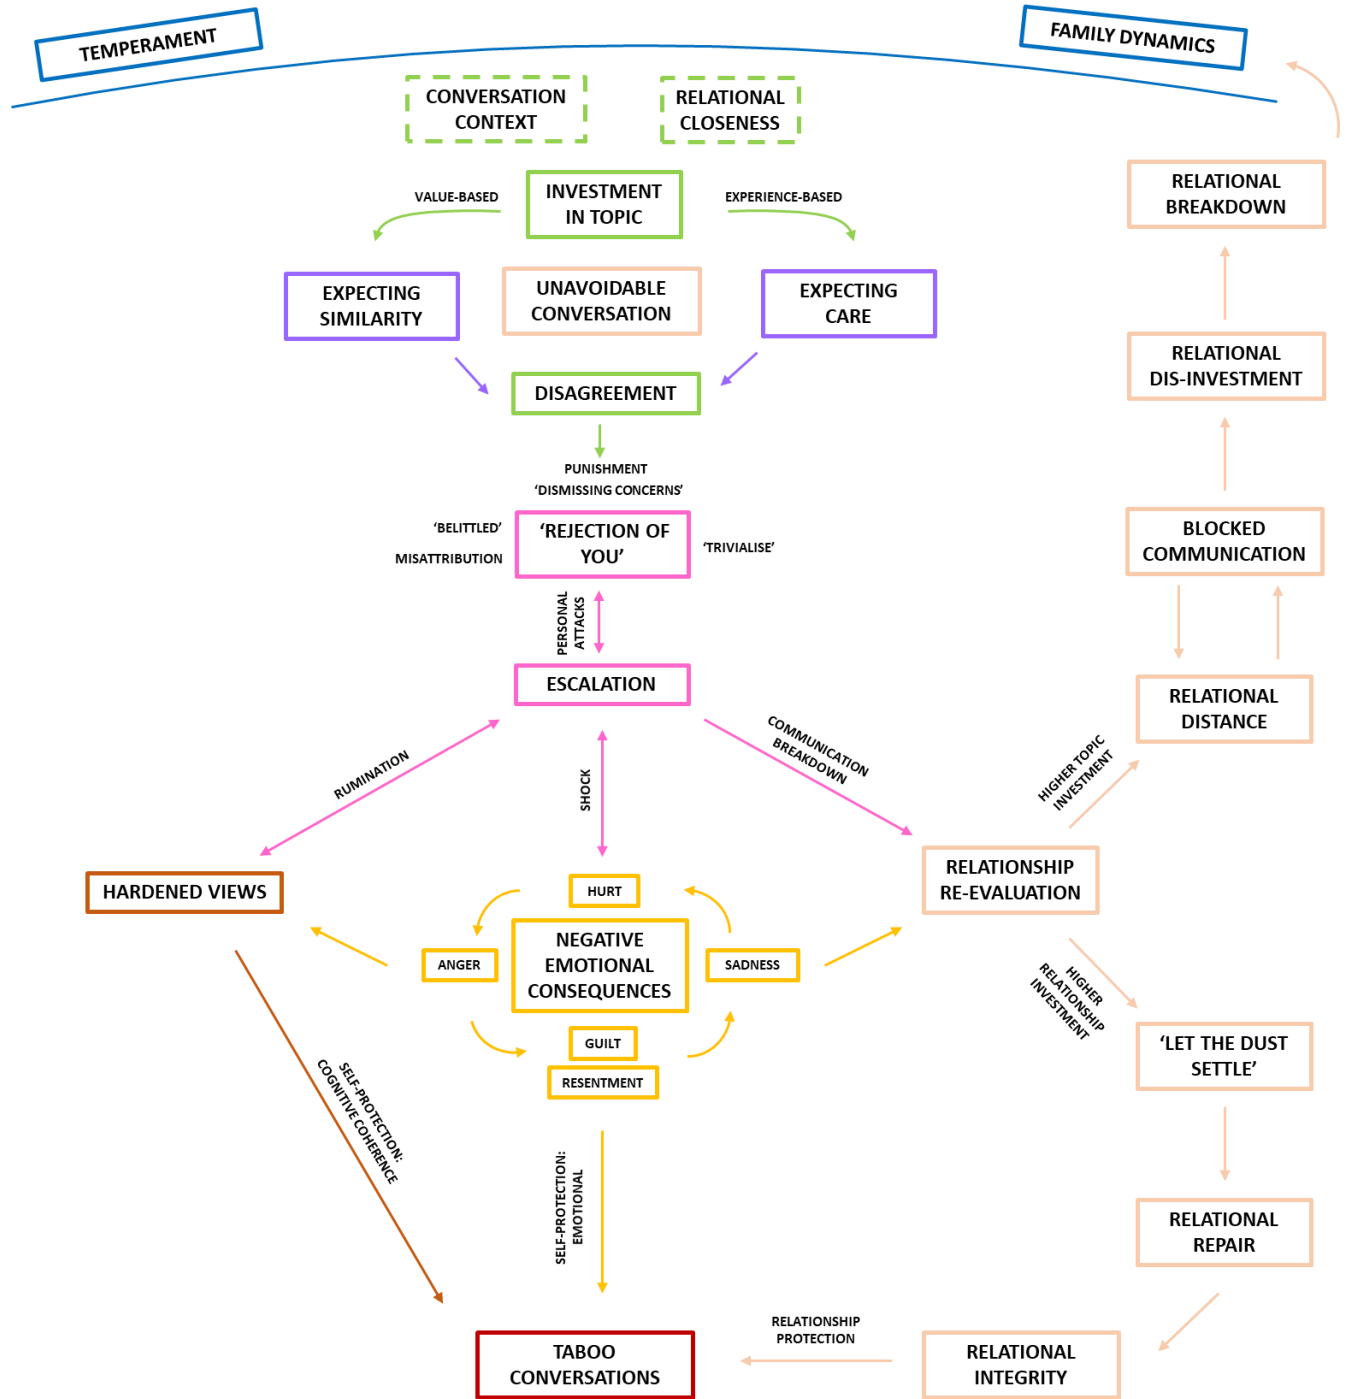 TEMPERAMENT
FAMILY DYNAMICS
CONVERSATION
CONTEXT
RELATIONAL
CLOSENESS
VALUE-BASED
INVESTMENT
IN TOPIC
EXPERIENCE-BASED
EXPECTING
SIMILARITY
UNAVOIDABLE
CONVERSATION
EXPECTING
CARE
DISAGREEMENT
PUNISHMENT
‘DISMISSING CONCERNS’
‘BELITTLED’
MISATTRIBUTION
‘REJECTION OF
YOU’
‘TRIVIALISE’
PERSONAL
ATTACKS
ESCALATION
RUMINATION
SHOCK
COMMUNICATION
BREAKDOWN
HARDENED VIEWS
HURT
ANGER
NEGATIVE
EMOTIONAL
CONSEQUENCES
SADNESS
GUILT
RESENTMENT
RELATIONSHIP
RE-EVALUATION
HIGHER TOPIC
INVESTMENT
RELATIONAL
DISTANCE
BLOCKED
COMMUNICATION
RELATIONAL
DIS-INVESTMENT
RELATIONAL
BREAKDOWN
HIGHER
RELATIONSHIP
INVESTMENT
‘LET THE DUST
SETTLE’
RELATIONAL
REPAIR
RELATIONAL
INTEGRITY
RELATIONSHIP
PROTECTION
SELF-PROTECTION:
COGNITIVE COHERENCE
SELF-PROTECTION:
EMOTIONAL
TABOO
CONVERSATIONS